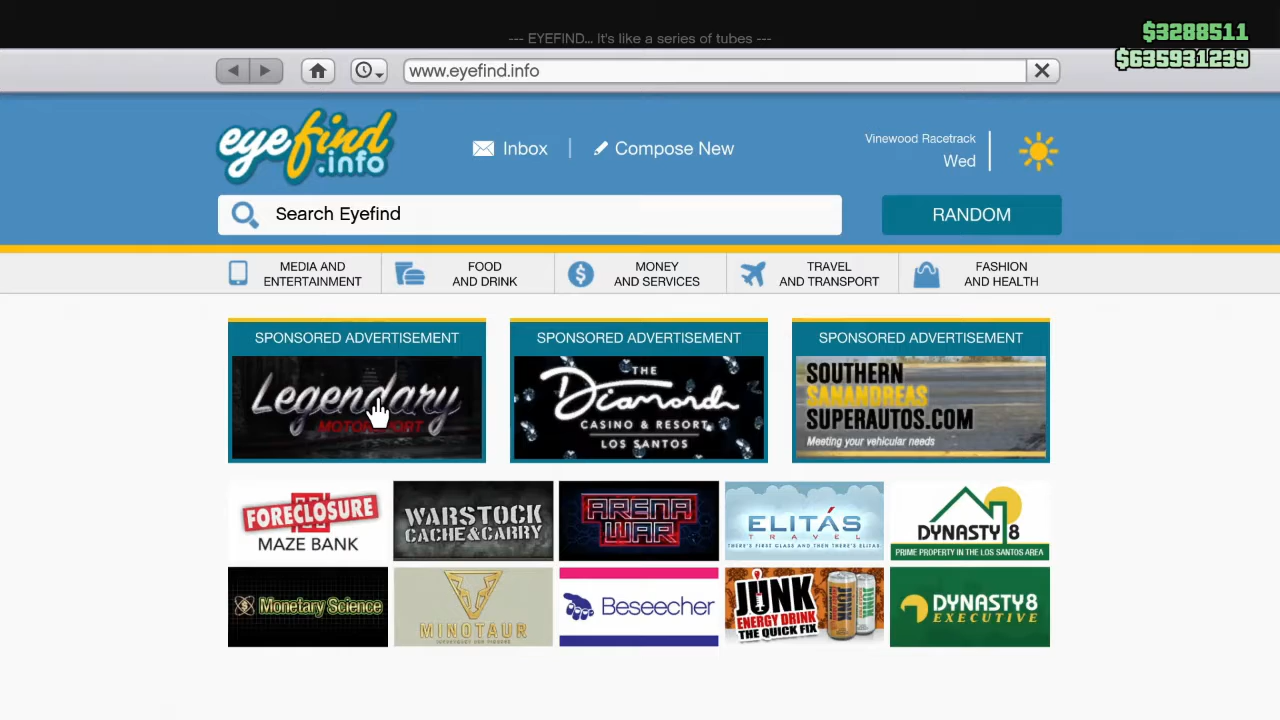 --- EYEFIND... It's like a series of tubes ---
$3288511
$635931239
www.eyefind.info
eyefind
.info
Inbox
Compose New
Vinewood Racetrack
Wed
Search Eyefind
RANDOM
MEDIA AND
ENTERTAINMENT
FOOD
AND DRINK
MONEY
AND SERVICES
TRAVEL
AND TRANSPORT
FASHION
AND HEALTH
SPONSORED ADVERTISEMENT
Legendary
MOTORSPORT
SPONSORED ADVERTISEMENT
THE
Diamond
CASINO & RESORT
LOS SANTOS
SPONSORED ADVERTISEMENT
SOUTHERN
SANANDREAS
SUPERAUTOS.COM
Meeting your vehicular needs
FORECLOSURE
MAZE BANK
WARSTOCK
CACHE&CARRY
ARENA
WAR
ELITÁS
TRAVEL
THERE'S FIRST CLASS AND THEN THERE'S ELITAS
DYNASTY 8
PRIME PROPERTY IN THE LOS SANTOS AREA
Monetary Science
MINOTAUR
Beseecher
JUNK
ENERGY DRINK
THE QUICK FIX
DYNASTY8
EXECUTIVE